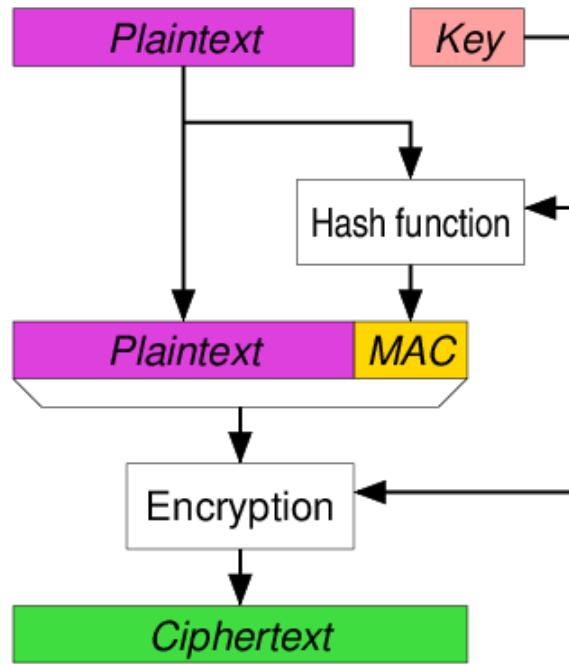 Plaintext
Key
Hash function
Plaintext
MAC
Encryption
Ciphertext